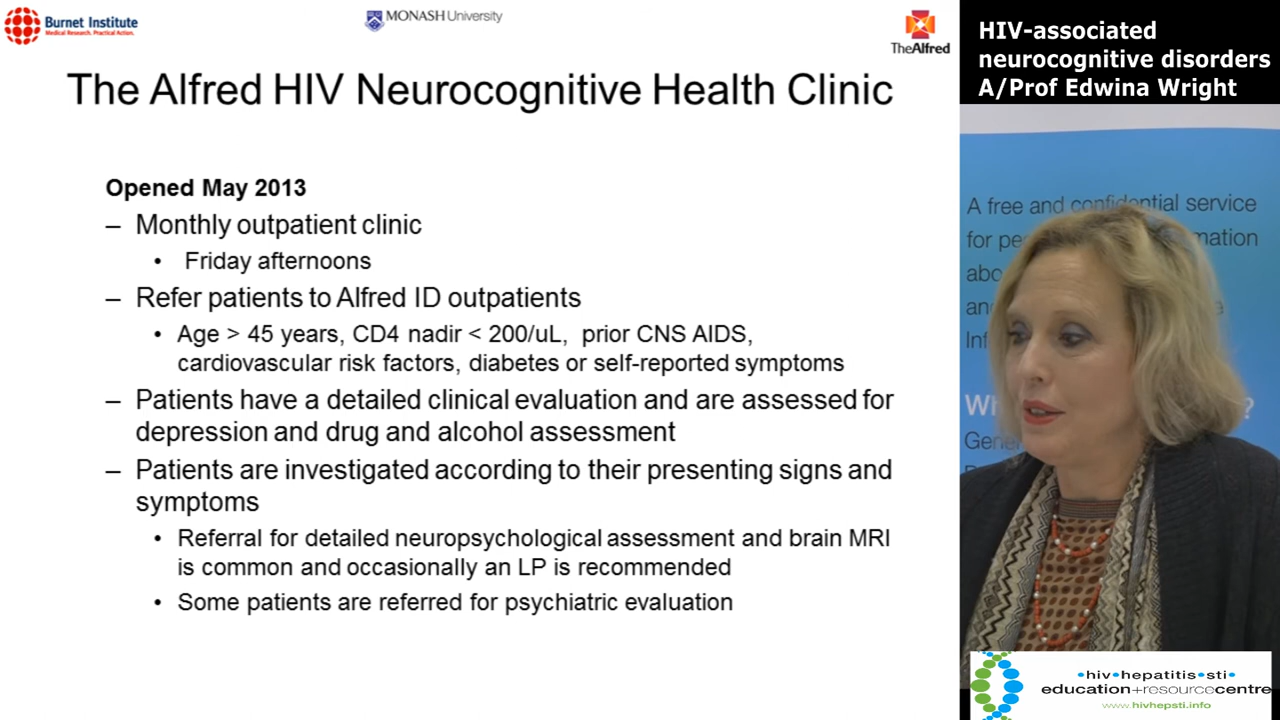 Burnet Institute
Medical Research. Practical Action.
MONASH University
TheAlfred
The Alfred HIV Neurocognitive Health Clinic
Opened May 2013
– Monthly outpatient clinic
• Friday afternoons
– Refer patients to Alfred ID outpatients
• Age > 45 years, CD4 nadir < 200/uL, prior CNS AIDS,
cardiovascular risk factors, diabetes or self-reported symptoms
– Patients have a detailed clinical evaluation and are assessed for
depression and drug and alcohol assessment
– Patients are investigated according to their presenting signs and
symptoms
• Referral for detailed neuropsychological assessment and brain MRI
is common and occasionally an LP is recommended
• Some patients are referred for psychiatric evaluation
HIV-associated
neurocognitive disorders
A/Prof Edwina Wright
A free and confidential service
for
•hiv•hepatitis•sti•
education+resourcecentre
www.hivhepsti.info